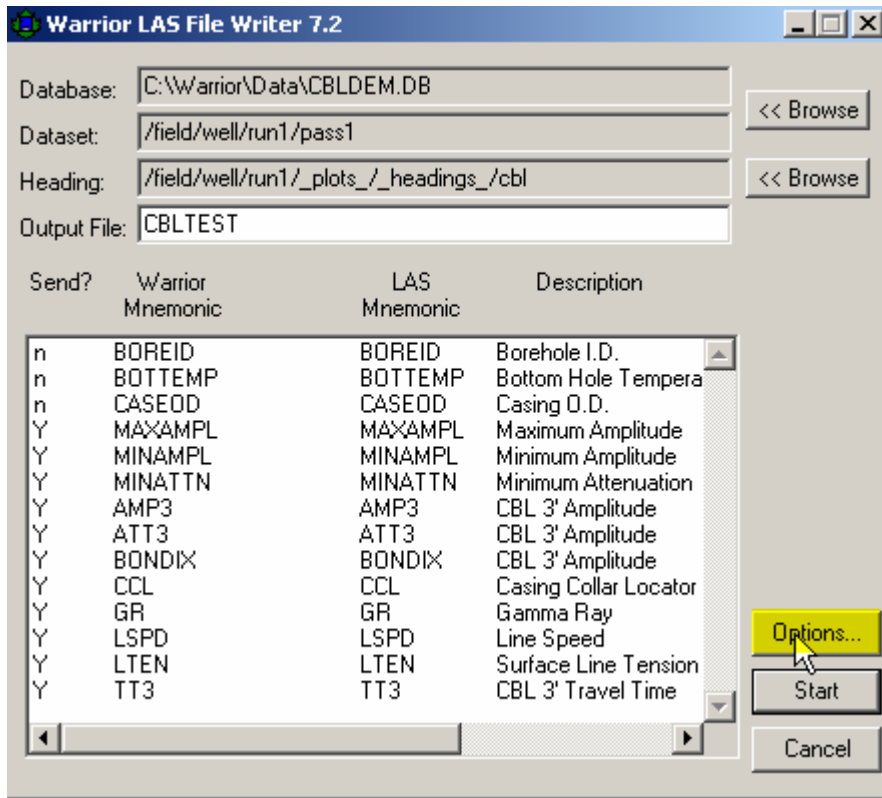 Warrior LAS File Writer 7.2
Database: C:\Warrior\Data\CBLDEM.DB
<< Browse
Dataset: /field/well/run1/pass1
Heading: /field/well/run1/_plots_/_headings_/cbl << Browse
Output File: CBLTEST
Send? Warrior Mnemonic LAS Mnemonic Description
n BOREID BOREID Borehole I.D.
n BOTTEMP BOTTEMP Bottom Hole Tempera
n CASEOD CASEOD Casing O.D.
Y MAXAMPL MAXAMPL Maximum Amplitude
Y MINAMPL MINAMPL Minimum Amplitude
Y MINATTN MINATTN Minimum Attenuation
Y AMP3 AMP3 CBL 3' Amplitude
Y ATT3 ATT3 CBL 3' Amplitude
Y BONDIX BONDIX CBL 3' Amplitude
Y CCL CCL Casing Collar Locator
Y GR GR Gamma Ray
Y LSPD LSPD Line Speed
Y LTEN LTEN Surface Line Tension
Y TT3 TT3 CBL 3' Travel Time
Options...
Start
Cancel